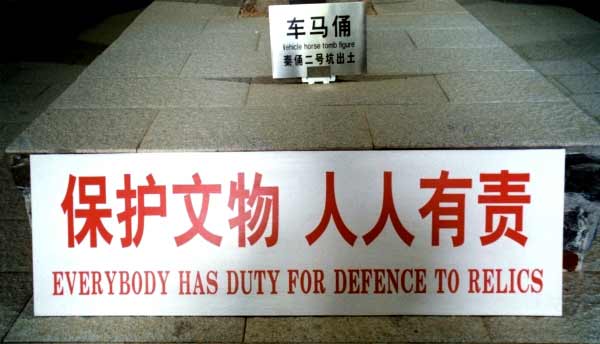 车马俑
Vehicle horse tomb figure
秦俑二号坑出土
保护文物 人人有责
EVERYBODY HAS DUTY FOR DEFENCE TO RELICS